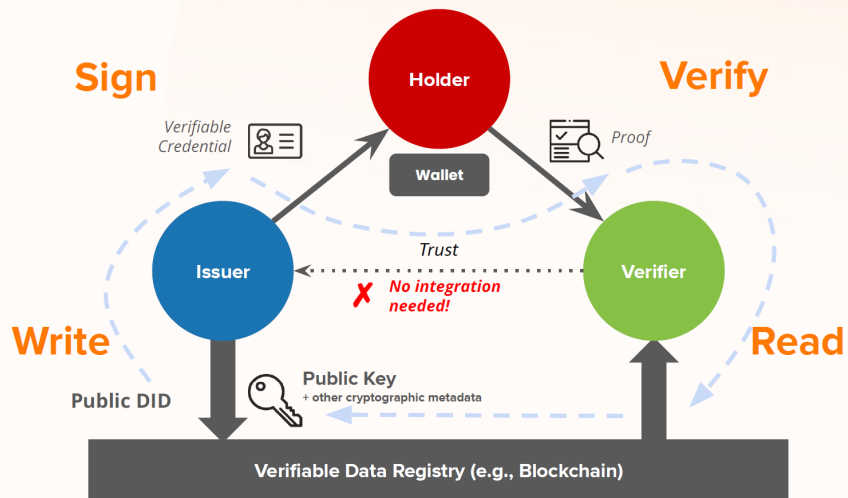 Sign
Holder
Verify
Verifiable
Credential
Proof
Wallet
Issuer
Trust
Verifier
✗ No integration
needed!
Write
Read
Public DID
Public Key
+ other cryptographic metadata
Verifiable Data Registry (e.g., Blockchain)